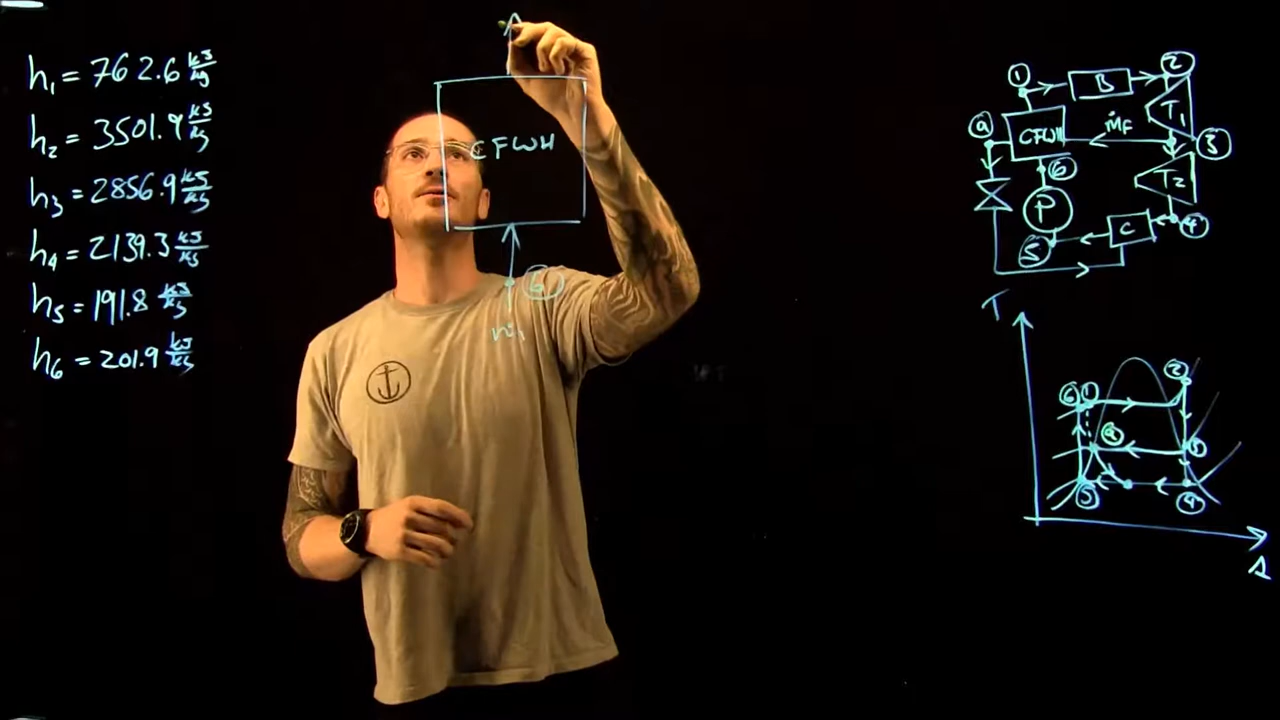 h₁ = 762.6 kJ/kg
h₂ = 3501.9 kJ/kg
h₃ = 2856.9 kJ/kg
h₄ = 2139.3 kJ/kg
h₅ = 191.8 kJ/kg
h₆ = 201.9 kJ/kg
CFWH
6
ṁ₁
1 B 2
a CFWH ṁF T₁
3
6 T₂
P
5 C 4
T
6 1 2
a 3
5 4
s